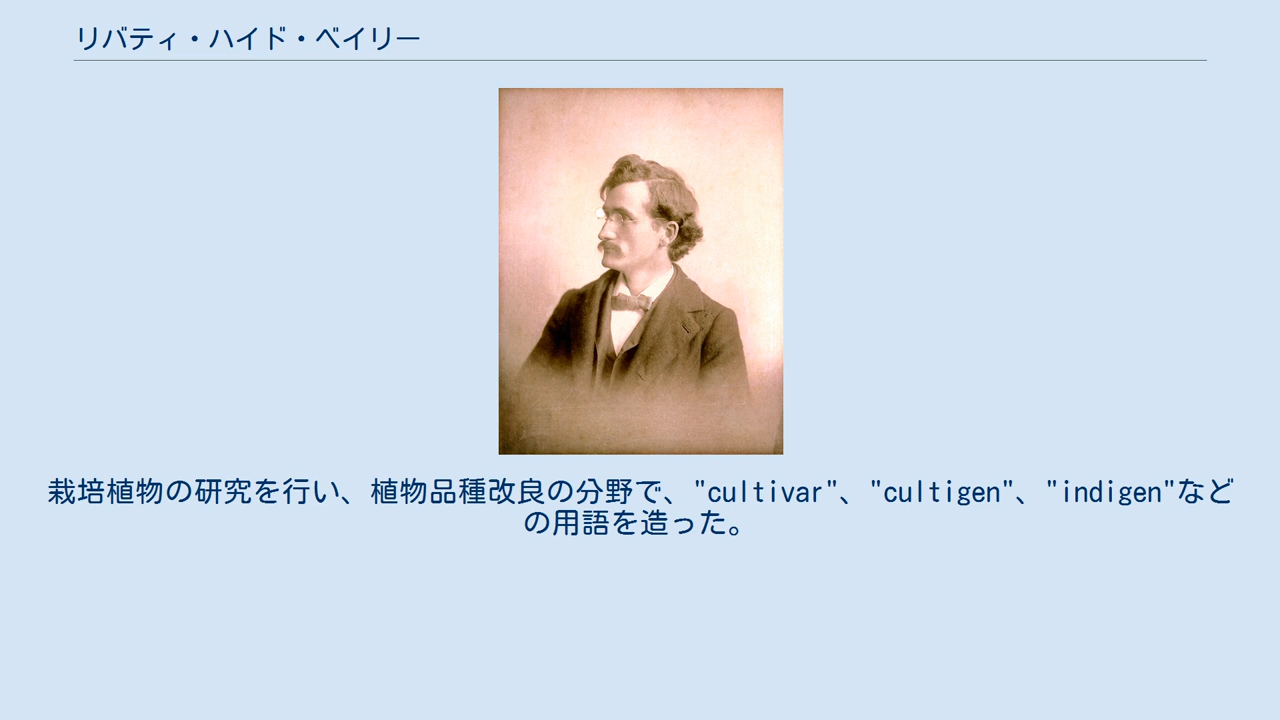 リバティ・ハイド・ベイリー
栽培植物の研究を行い、植物品種改良の分野で、"cultivar"、"cultigen"、"indigen"など
の用語を造った。